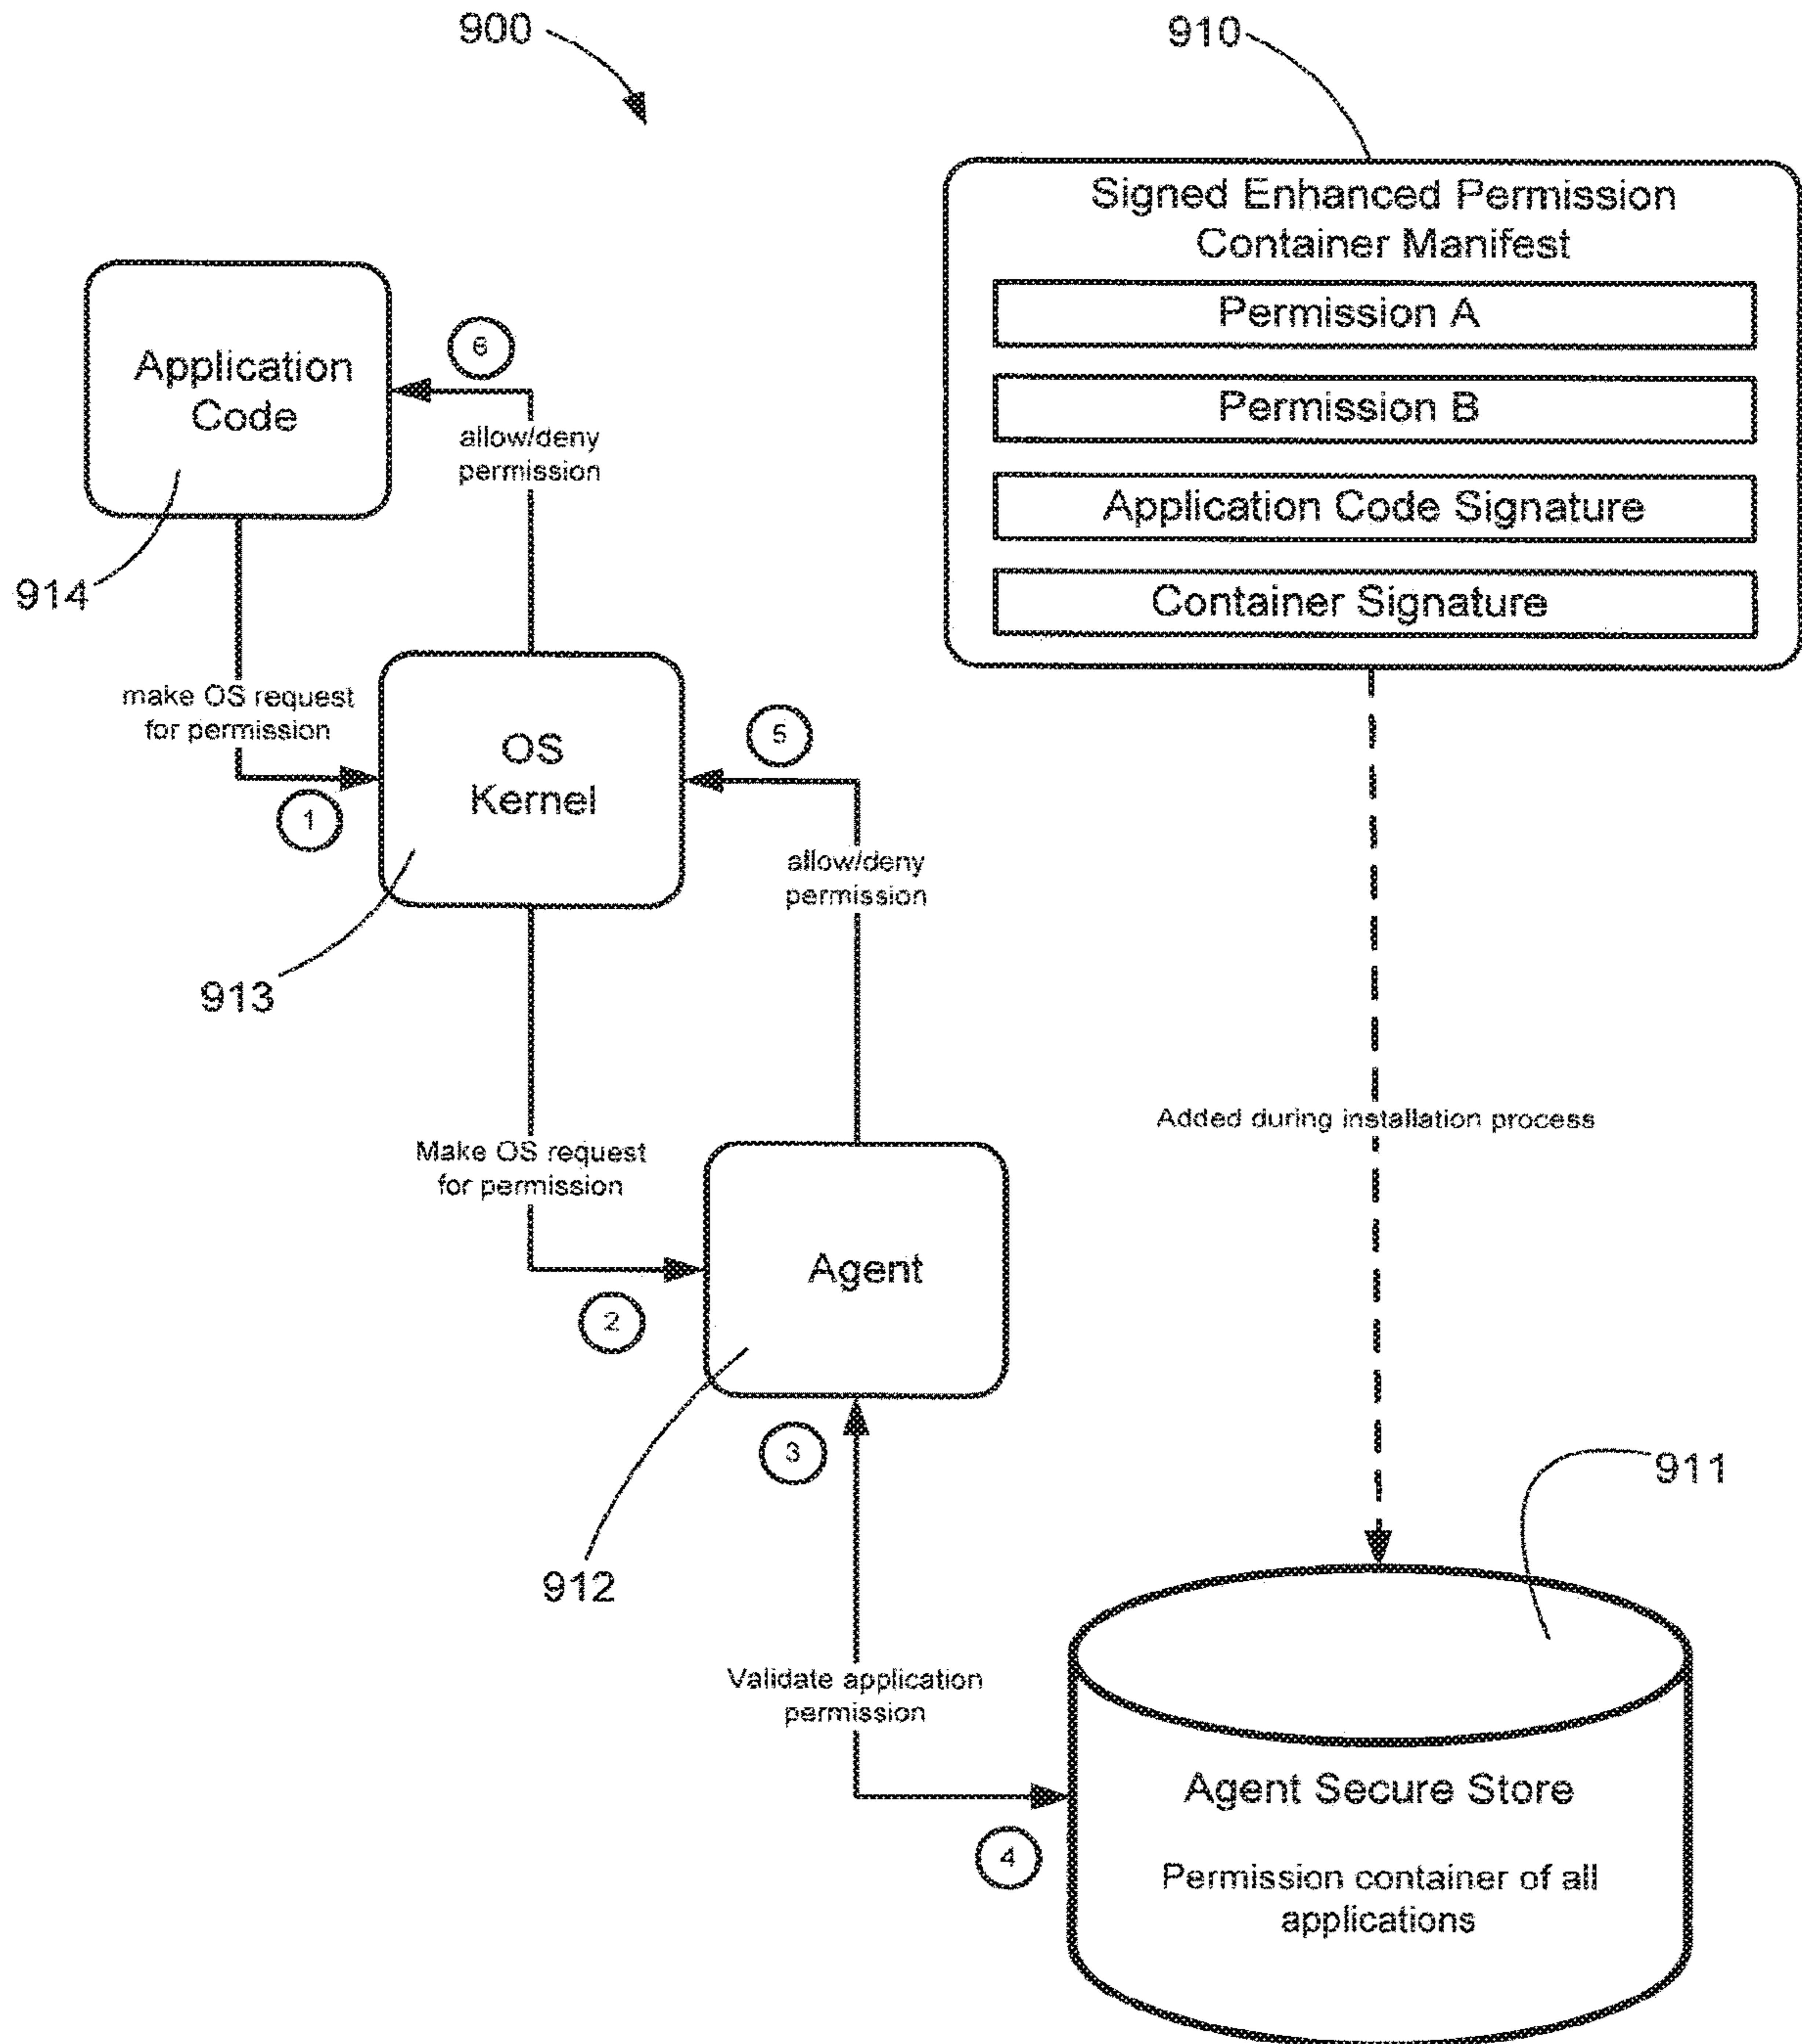 900
910
Signed Enhanced Permission
Container Manifest
Permission A
Permission B
Application Code Signature
Container Signature
Application
Code
6
allow/deny
permission
914
make OS request
for permission
1
OS
Kernel
5
allow/deny
permission
913
Make OS request
for permission
2
Agent
Added during installation process
3
912
911
Validate application
permission
4
Agent Secure Store
Permission container of all
applications